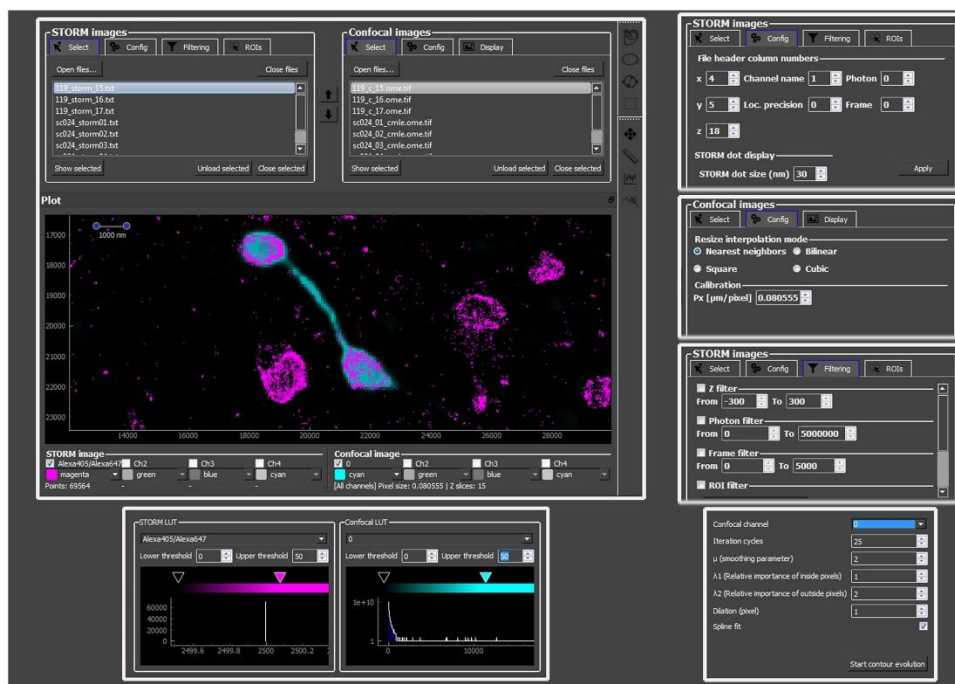 STORM images
Select Config Filtering ROIs
Open files... Close files
119_storm_15.txt
119_storm_16.txt
119_storm_17.txt
sc024_storm01.txt
sc024_storm02.txt
sc024_storm03.txt
Show selected Unload selected Close selected
Confocal images
Select Config Display
Open files... Close files
119_c_15.ome.tif
119_c_16.ome.tif
119_c_17.ome.tif
sc024_01_cmle.ome.tif
sc024_02_cmle.ome.tif
sc024_03_cmle.ome.tif
Show selected Unload selected Close selected
Plot
1000 nm
17000
18000
19000
20000
21000
22000
23000
14000 16000 18000 20000 22000 24000 26000 28000
STORM image
Alexa405/Alexa647 Ch2 Ch3 Ch4
magenta green blue cyan
Points: 69564 - - -
Confocal image
0 Ch2 Ch3 Ch4
cyan green blue cyan
[All channels] Pixel size: 0.080555 | Z slices: 15
STORM LUT
Alexa405/Alexa647
Lower threshold 0 Upper threshold 50
60000
40000
20000
0
2499.6 2499.8 2500 2500.2
Confocal LUT
0
Lower threshold 0 Upper threshold 50
1e+10
1
0 10000
STORM images
Select Config Filtering ROIs
File header column numbers
x 4 Channel name 1 Photon 0
y 5 Loc. precision 0 Frame 0
z 18
STORM dot display
STORM dot size (nm) 30 Apply
Confocal images
Select Config Display
Resize interpolation mode
Nearest neighbors Bilinear
Square Cubic
Calibration
Px [µm/pixel] 0.080555
STORM images
Select Config Filtering ROIs
Z filter
From -300 To 300
Photon filter
From 0 To 5000000
Frame filter
From 0 To 5000
ROI filter
Confocal channel 0
Iteration cycles 25
µ (smoothing parameter) 2
λ1 (Relative importance of inside pixels) 1
λ2 (Relative importance of outside pixels) 2
Dilation (pixel) 1
Spline fit
Start contour evolution